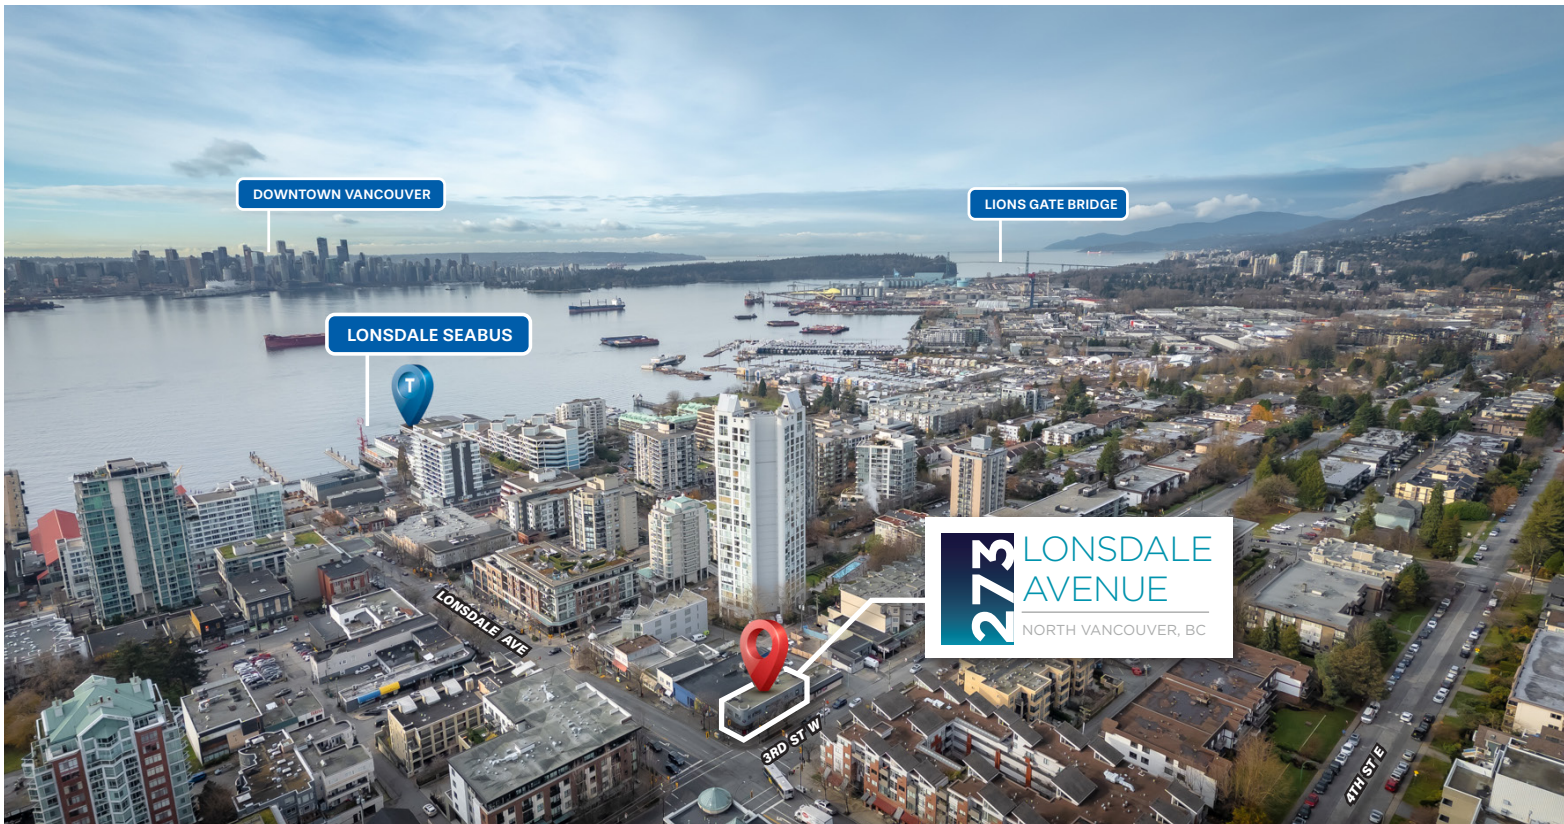 DOWNTOWN VANCOUVER
LIONS GATE BRIDGE
LONSDALE SEABUS
T
273
LONSDALE
AVENUE
NORTH VANCOUVER, BC
LONSDALE AVE
3RD ST W
4TH ST E